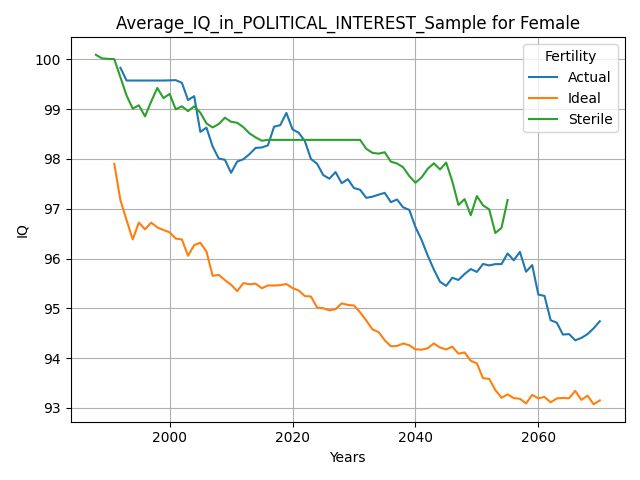 Average_IQ_in_POLITICAL_INTEREST_Sample for Female
Fertility
Actual
Ideal
Sterile
IQ
100
99
98
97
96
95
94
93
2000
2020
2040
2060
Years